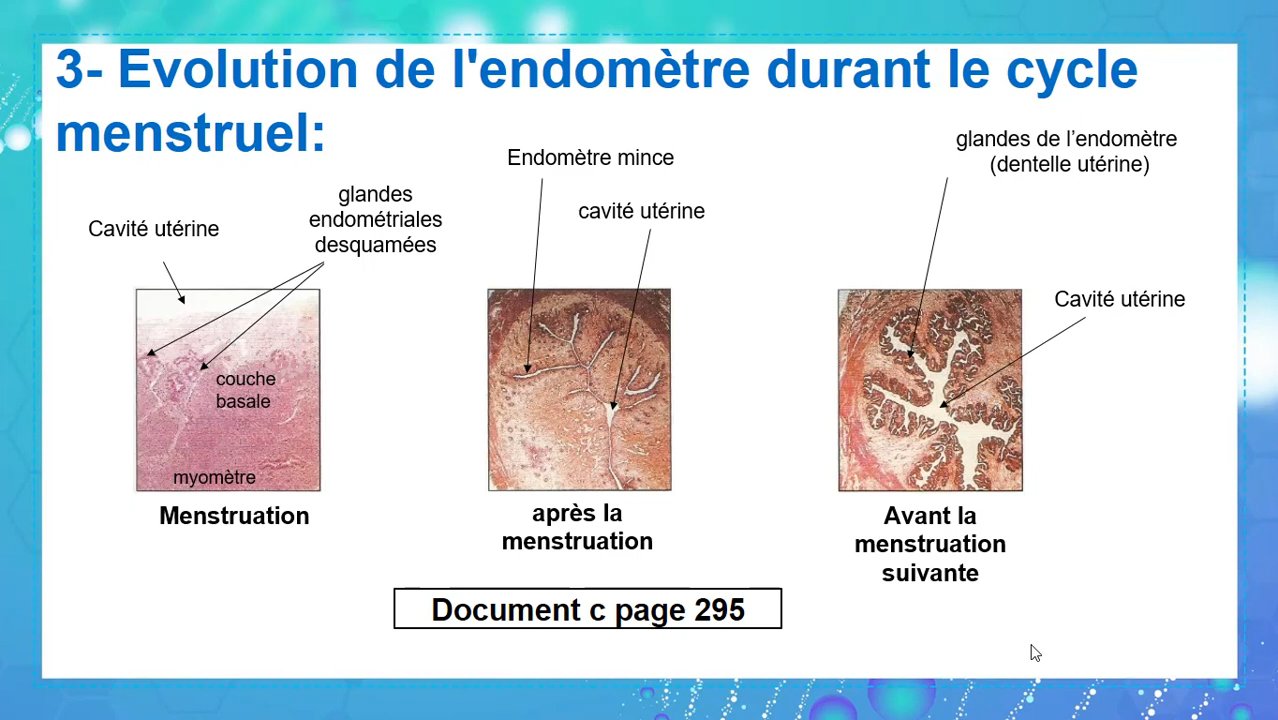 3- Evolution de l'endomètre durant le cycle
menstruel:
Cavité utérine
glandes
endométriales
desquamées
Endomètre mince
cavité utérine
glandes de l’endomètre
(dentelle utérine)
Cavité utérine
couche
basale
myomètre
Menstruation
après la
menstruation
Avant la
menstruation
suivante
Document c page 295